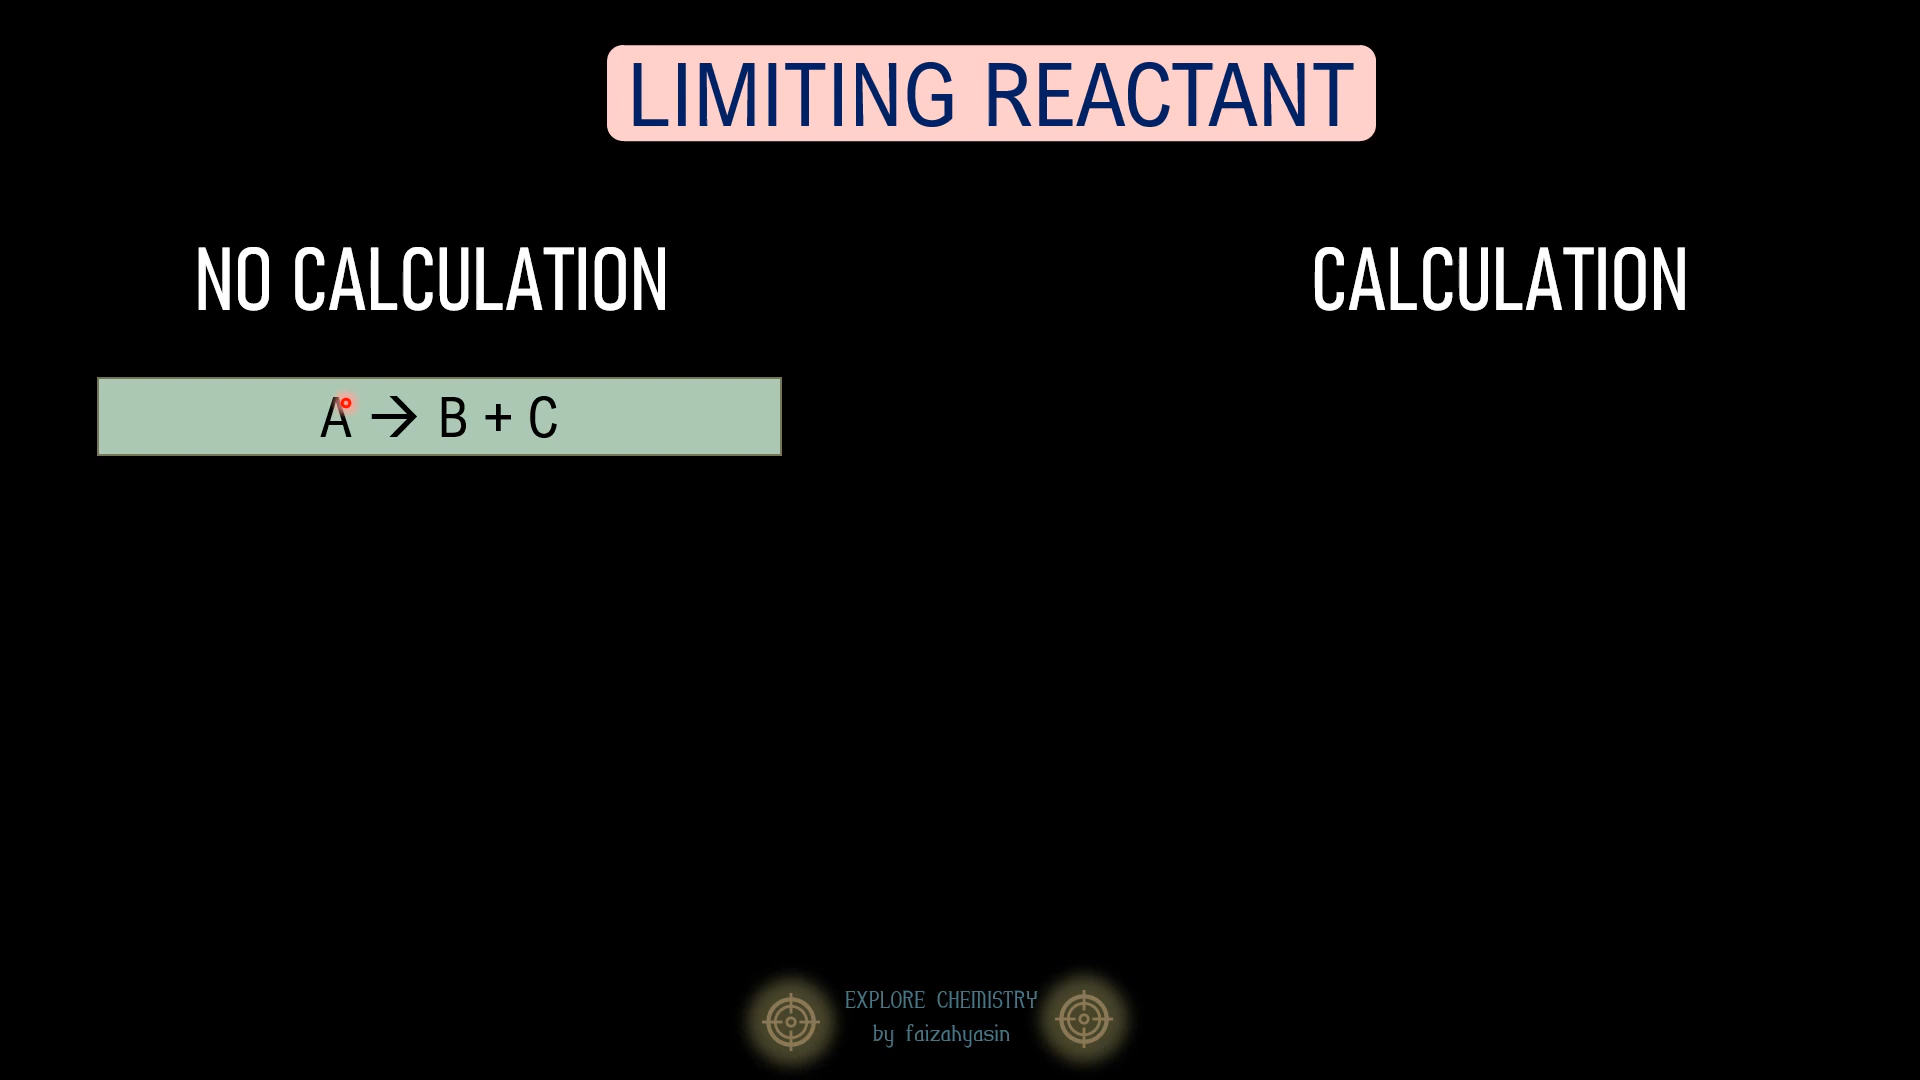 LIMITING REACTANT
NO CALCULATION
CALCULATION
A → B + C
EXPLORE CHEMISTRY
by faizahyasin